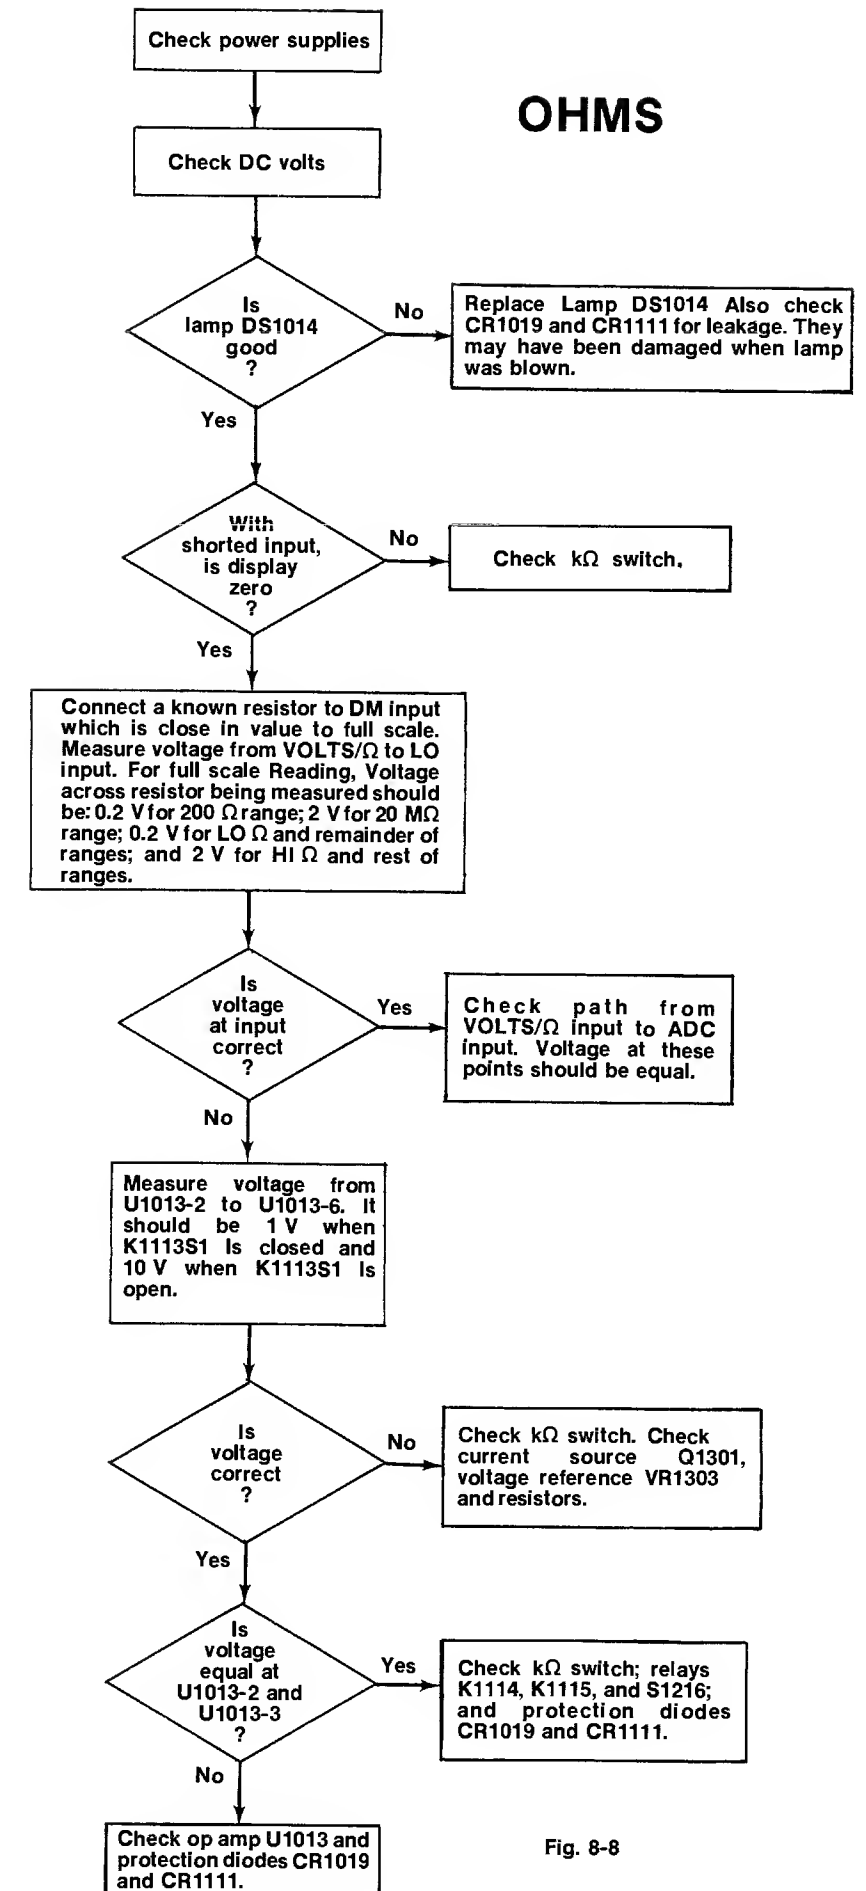 Check power supplies
OHMS
Check DC volts
Is
lamp DS1014
good
?
No
Replace Lamp DS1014 Also check
CR1019 and CR1111 for leakage. They
may have been damaged when lamp
was blown.
Yes
With
shorted input,
is display
zero
?
No
Check kΩ switch.
Yes
Connect a known resistor to DM input
which is close in value to full scale.
Measure voltage from VOLTS/Ω to LO
input. For full scale Reading, Voltage
across resistor being measured should
be: 0.2 V for 200 Ω range; 2 V for 20 MΩ
range; 0.2 V for LO Ω and remainder of
ranges; and 2 V for HI Ω and rest of
ranges.
Is
voltage
at input
correct
?
Yes
Check path from
VOLTS/Ω input to ADC
input. Voltage at these
points should be equal.
No
Measure voltage from
U1013-2 to U1013-6. It
should be 1 V when
K1113S1 Is closed and
10 V when K1113S1 Is
open.
Is
voltage
correct
?
No
Check kΩ switch. Check
current source Q1301,
voltage reference VR1303
and resistors.
Yes
Is
voltage
equal at
U1013-2 and
U1013-3
?
Yes
Check kΩ switch; relays
K1114, K1115, and S1216;
and protection diodes
CR1019 and CR1111.
No
Check op amp U1013 and
protection diodes CR1019
and CR1111.
Fig. 8-8